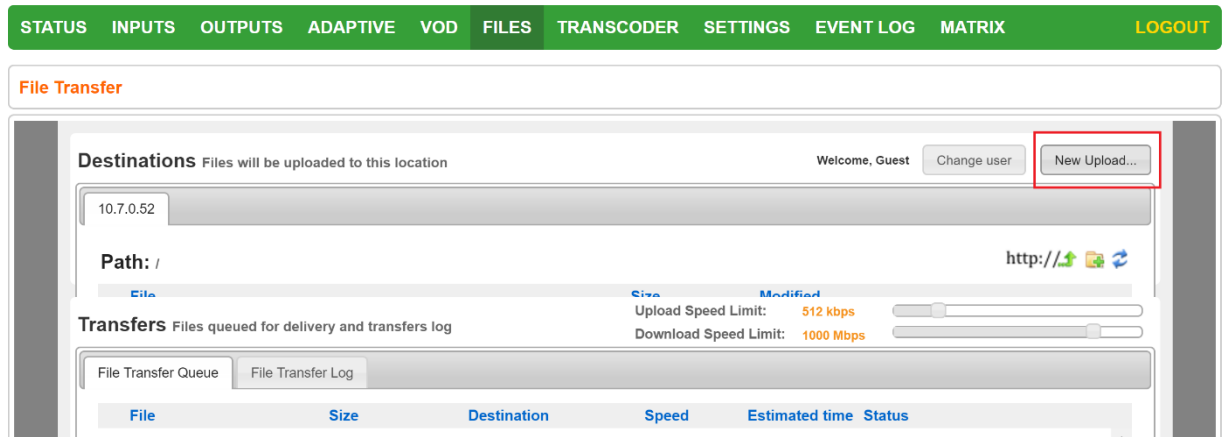 STATUS INPUTS OUTPUTS ADAPTIVE VOD FILES TRANSCODER SETTINGS EVENT LOG MATRIX LOGOUT
File Transfer
Destinations Files will be uploaded to this location Welcome, Guest Change user New Upload...
10.7.0.52
Path: / http://
File Size Modified
Upload Speed Limit: 512 kbps
Transfers Files queued for delivery and transfers log
Download Speed Limit: 1000 Mbps
File Transfer Queue File Transfer Log
File Size Destination Speed Estimated time Status